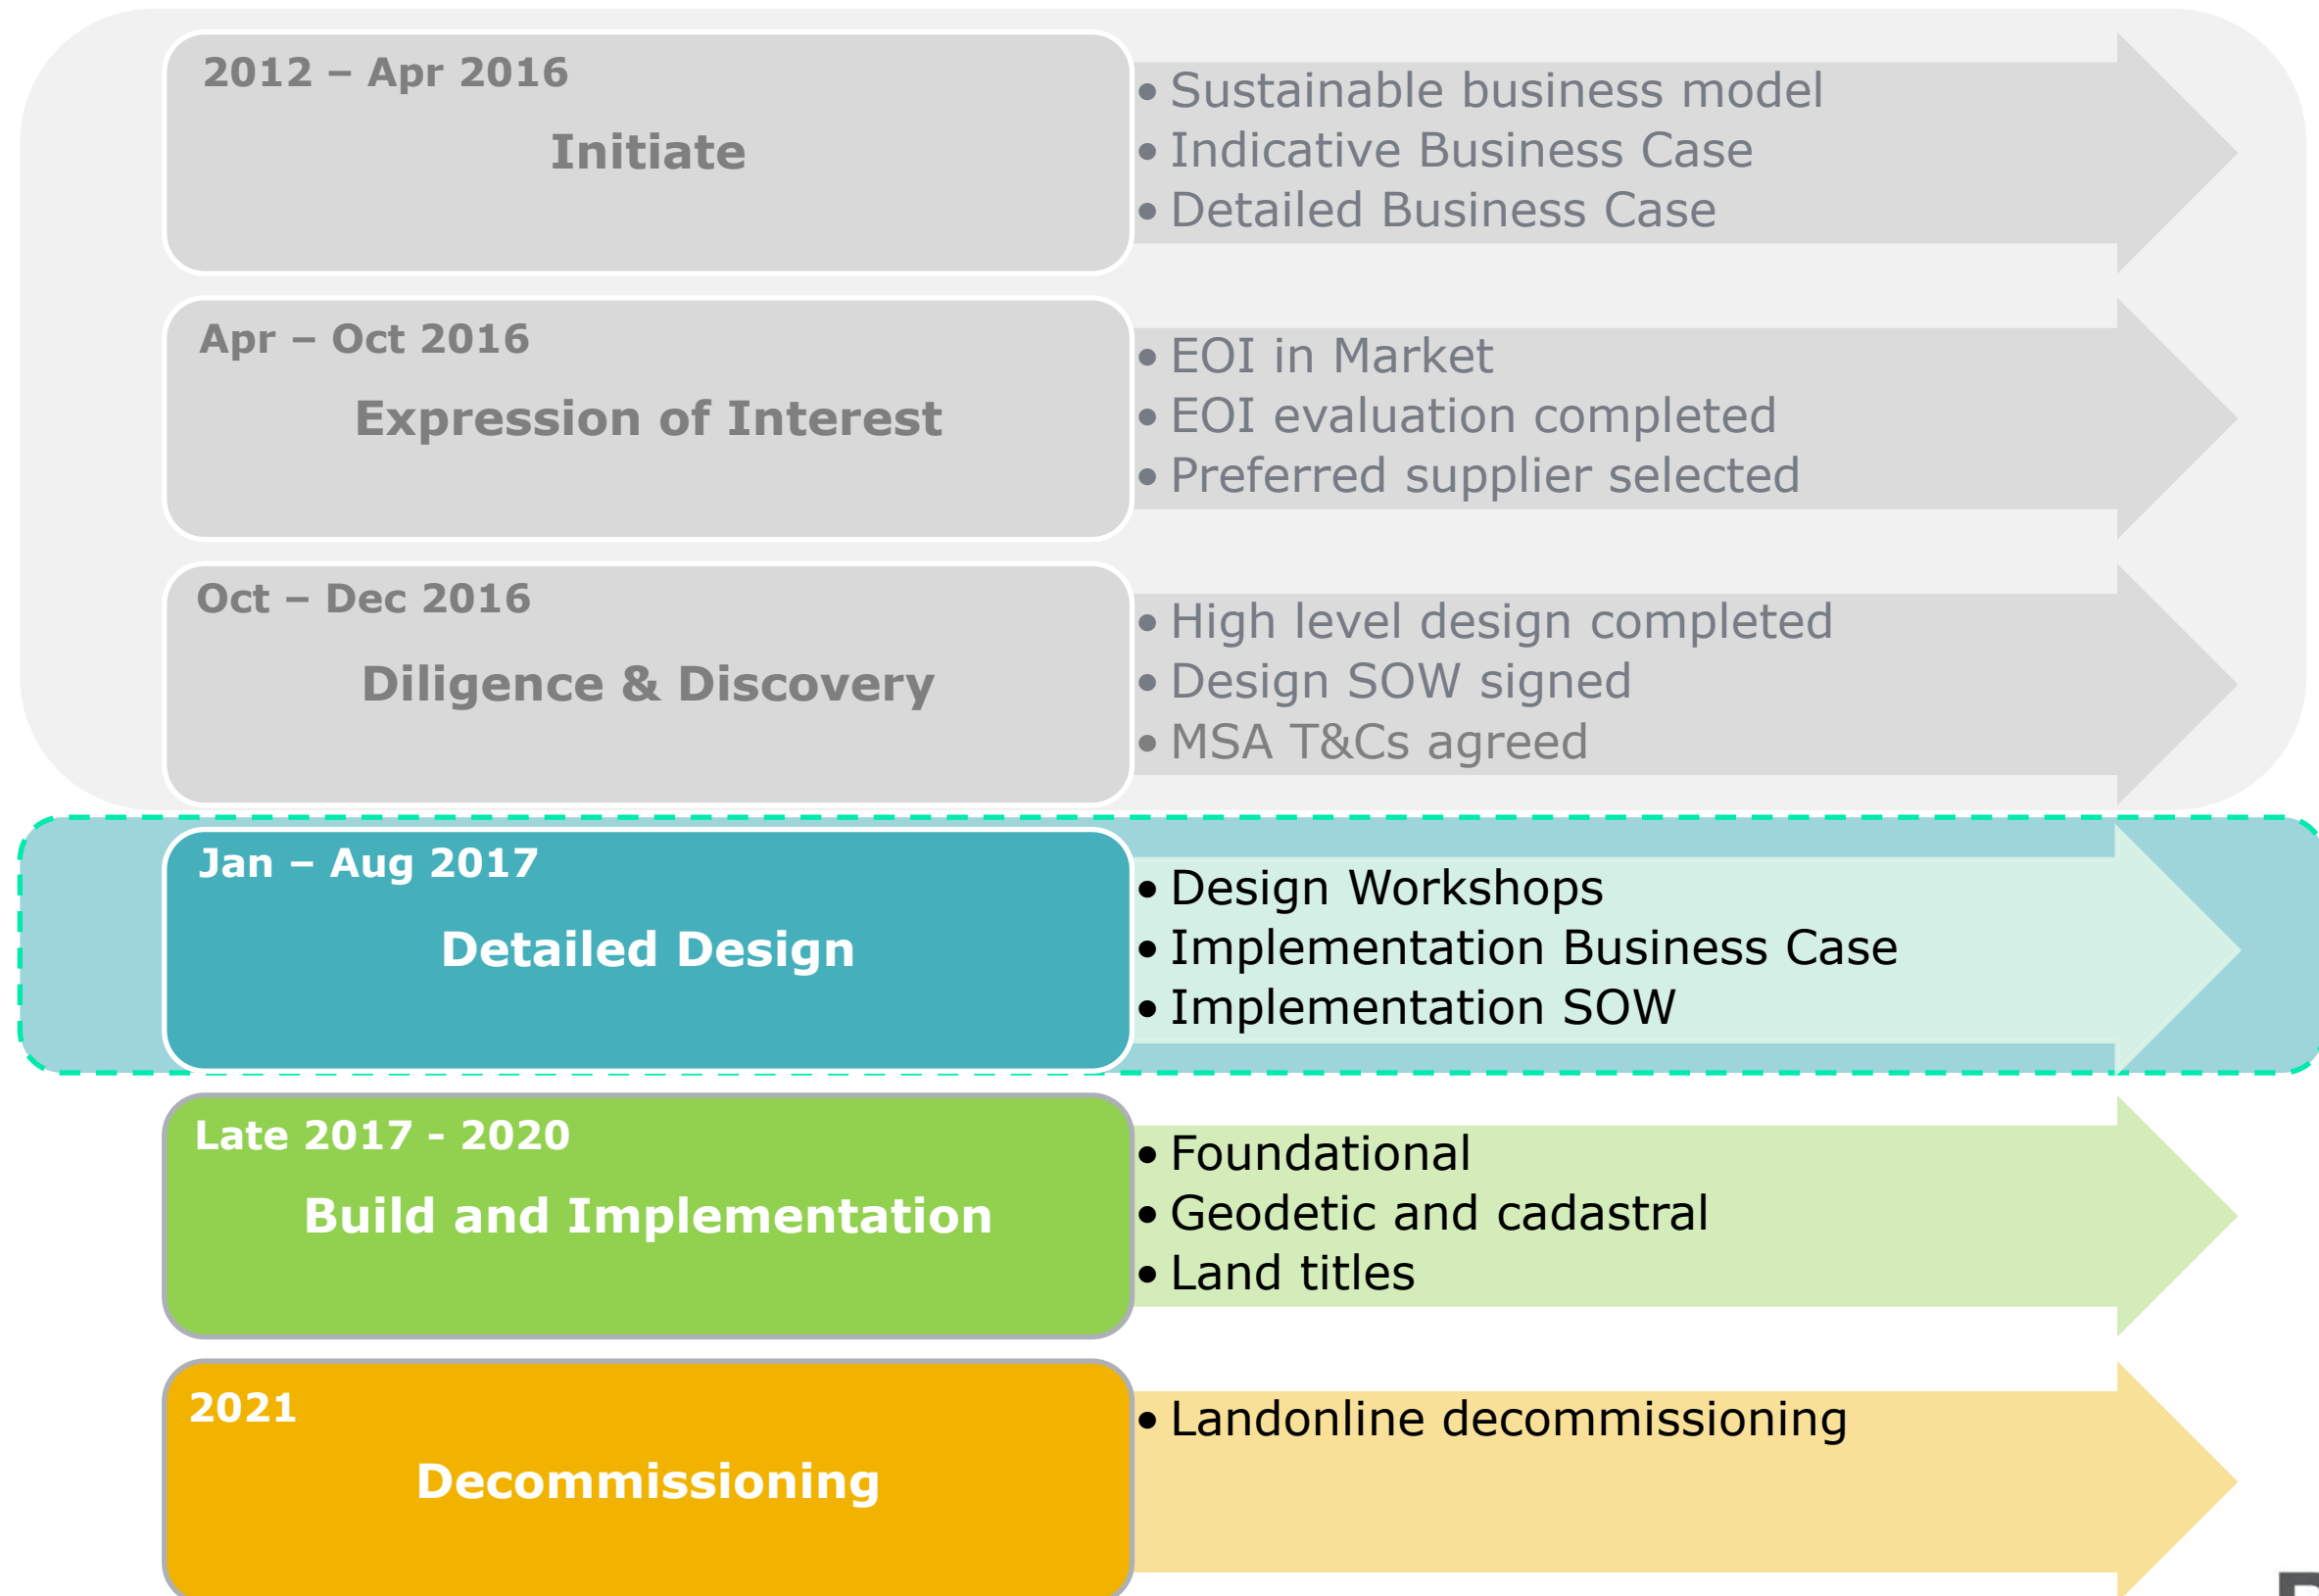 2012 – Apr 2016
Initiate
• Sustainable business model
• Indicative Business Case
• Detailed Business Case
Apr – Oct 2016
Expression of Interest
• EOI in Market
• EOI evaluation completed
• Preferred supplier selected
Oct – Dec 2016
Diligence & Discovery
• High level design completed
• Design SOW signed
• MSA T&Cs agreed
Jan – Aug 2017
Detailed Design
• Design Workshops
• Implementation Business Case
• Implementation SOW
Late 2017 - 2020
Build and Implementation
• Foundational
• Geodetic and cadastral
• Land titles
2021
Decommissioning
• Landonline decommissioning